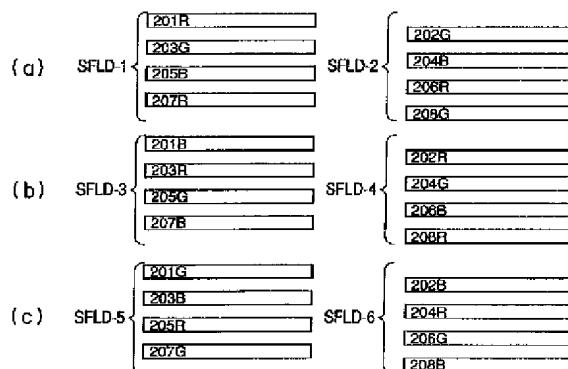 201R
203G
(a) SFLD-1 205B
207R
SFLD-2
202G
204B
206R
208G
201B
203R
(b) SFLD-3 205G
207B
SFLD-4
202R
204G
206B
208R
201G
203B
(c) SFLD-5 205R
207G
SFLD-6
202B
204R
206G
208B